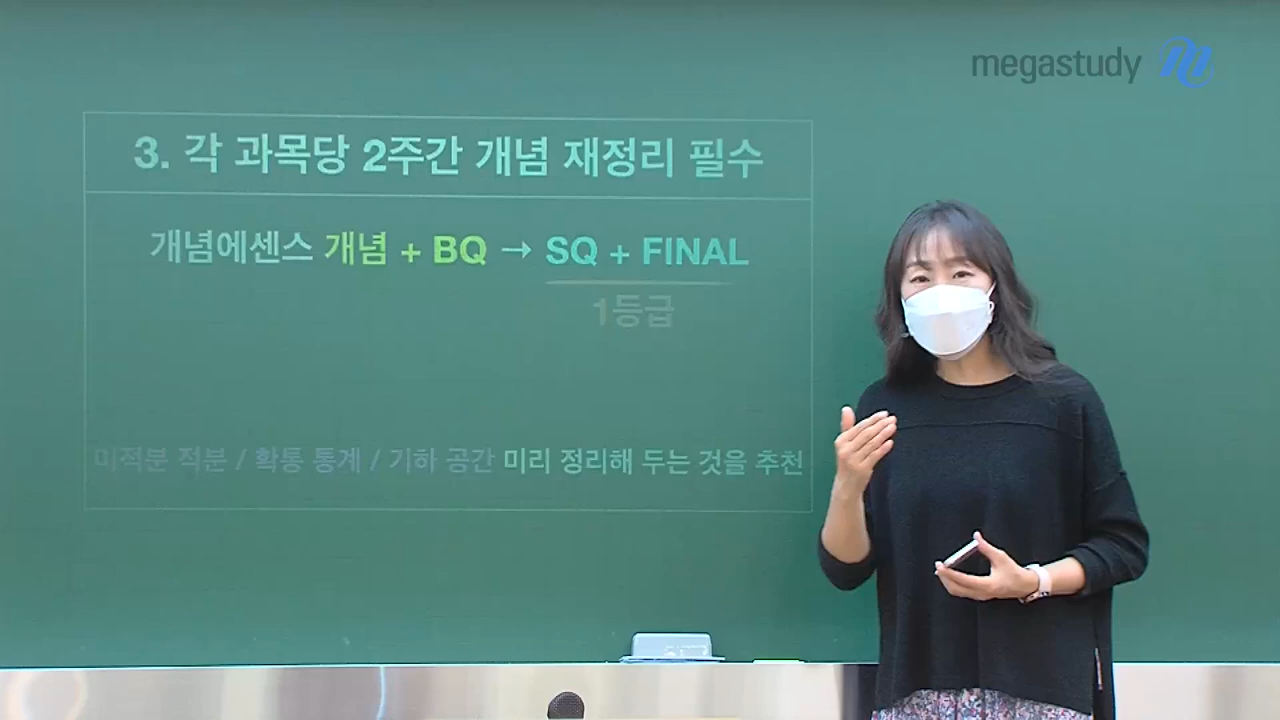 megastudy
3. 각 과목당 2주간 개념 재정리 필수
개념에센스 개념 + BQ → SQ + FINAL
1등급
미적분 적분 / 확통 통계 / 기하 공간 미리 정리해 두는 것을 추천